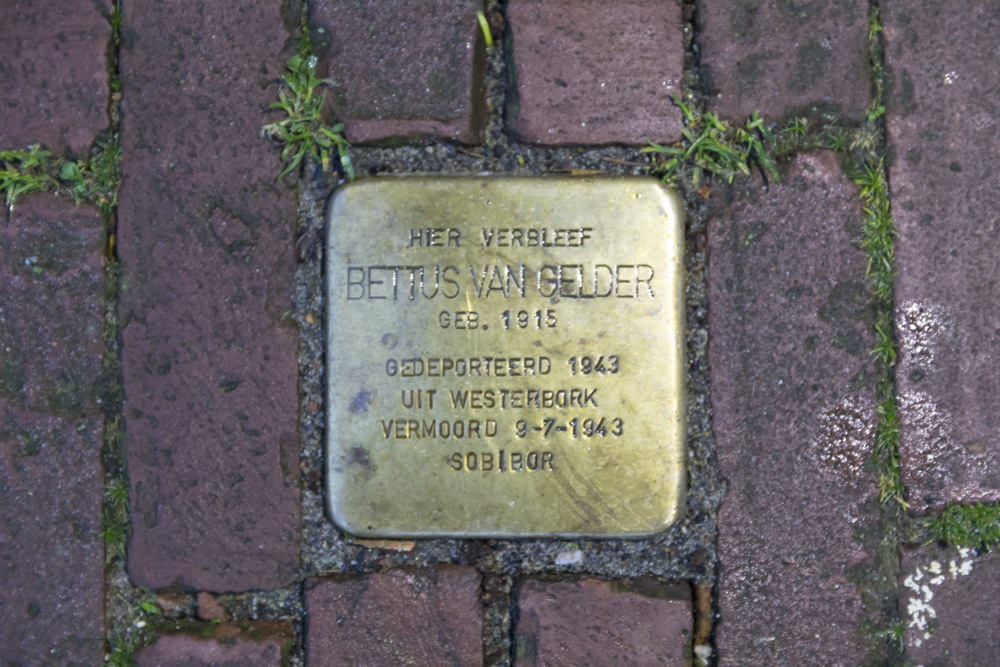 HIER VERBLEEF
BETTUS VAN GELDER
GEB. 1915
GEDEPORTEERD 1943
UIT WESTERBORK
VERMOORD 9-7-1943
SOBIBOR